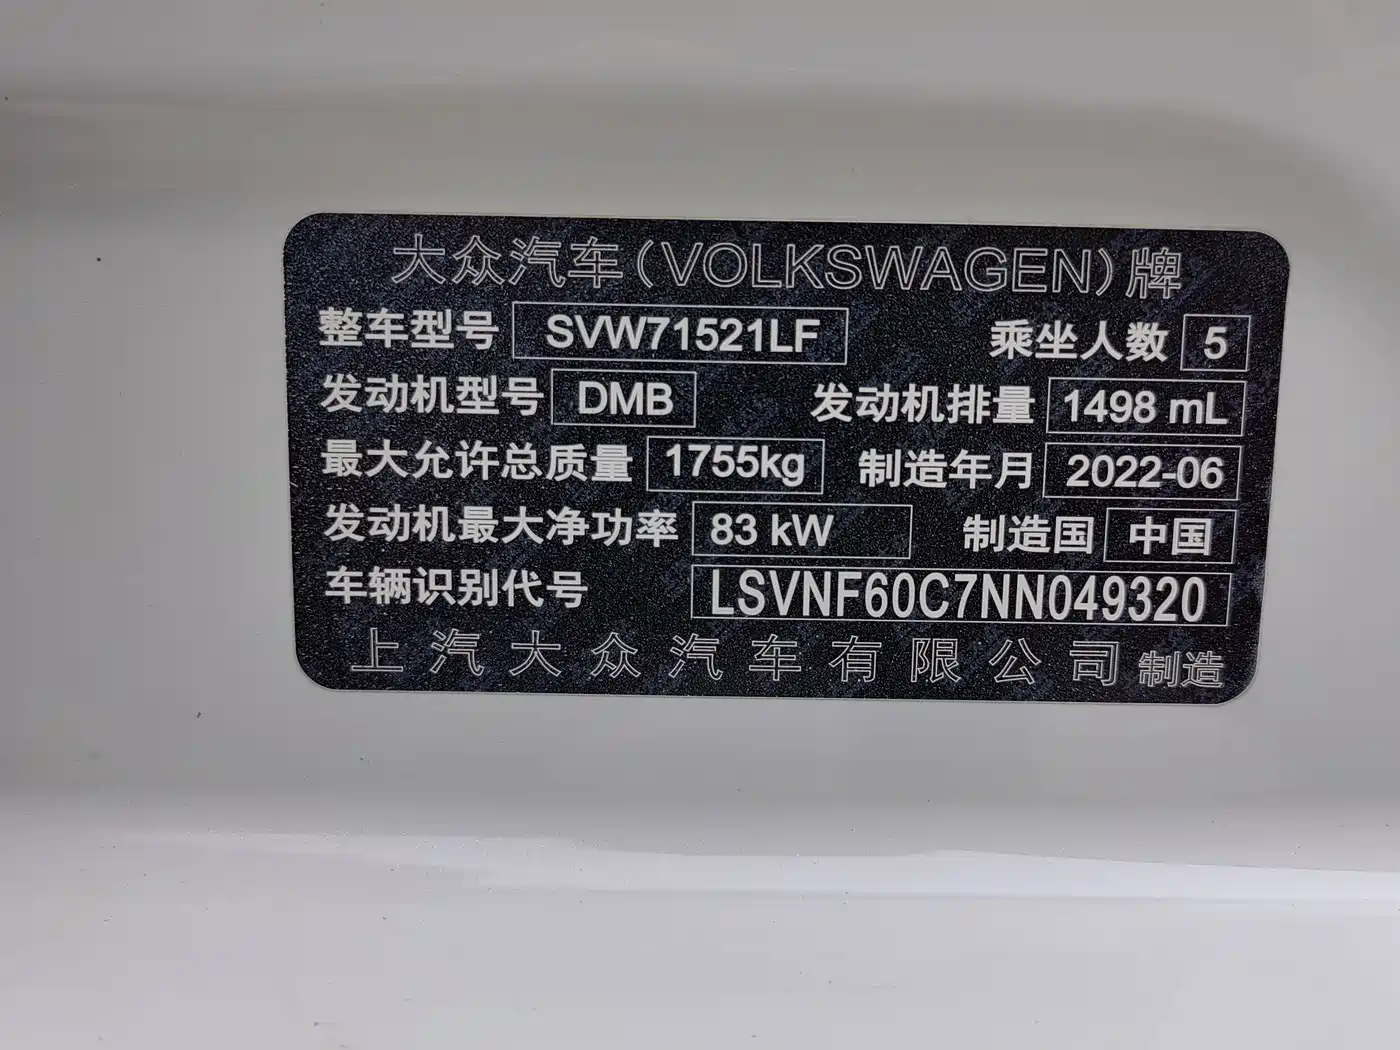 大众汽车(VOLKSWAGEN)牌
整车型号 SVW71521LF 乘坐人数 5
发动机型号 DMB 发动机排量 1498 mL
最大允许总质量 1755kg 制造年月 2022-06
发动机最大净功率 83 kW 制造国 中国
车辆识别代号 LSVNF60C7NN049320
上汽大众汽车有限公司制造